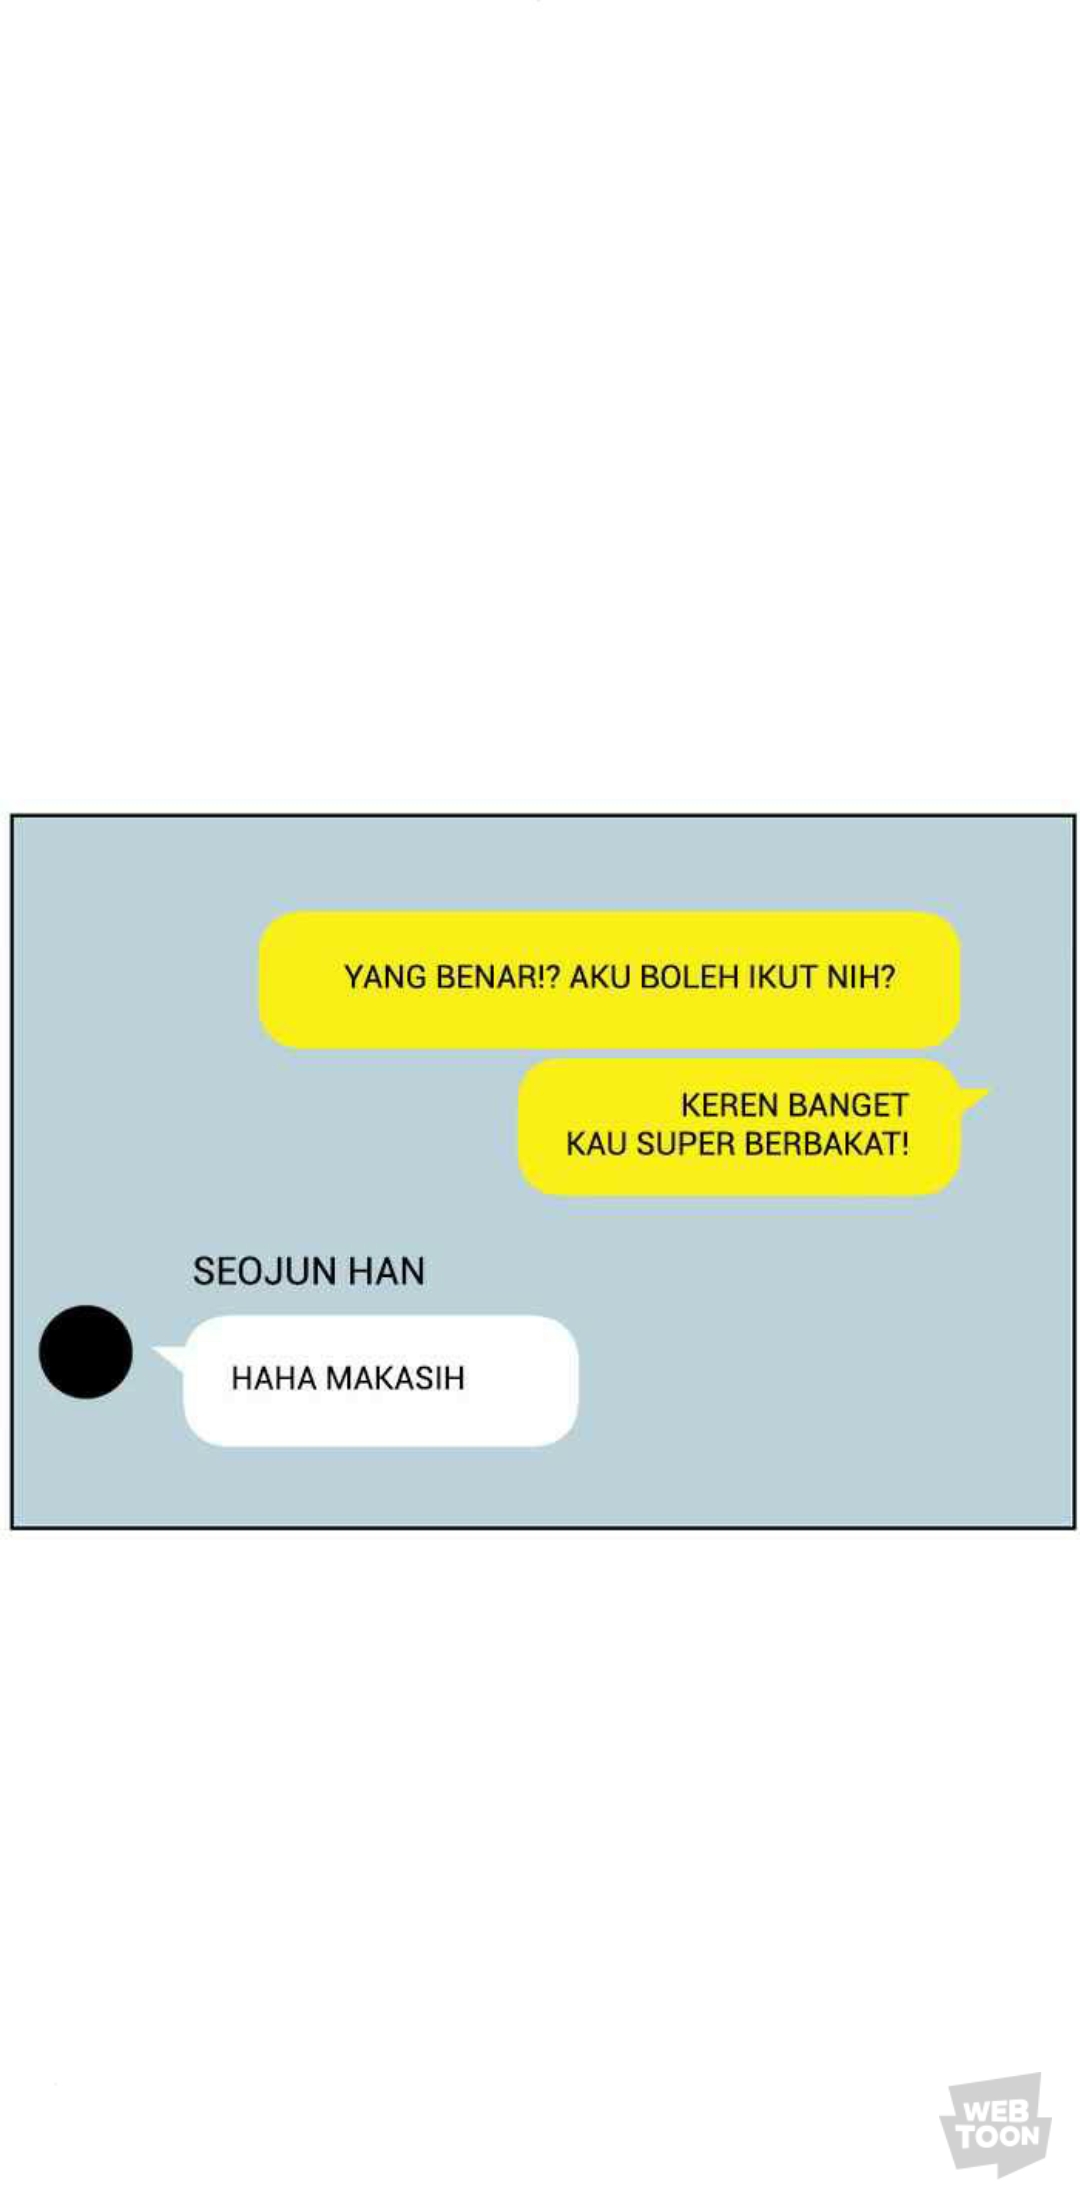 YANG BENAR!? AKU BOLEH IKUT NIH?
KEREN BANGET
KAU SUPER BERBAKAT!
SEOJUN HAN
HAHA MAKASIH
WEB
TOON